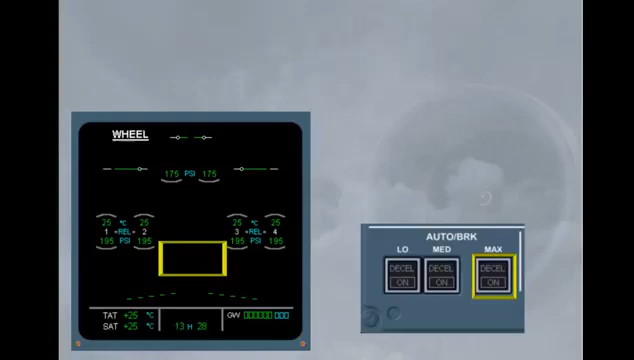 WHEEL
175 PSI 175
25 °C 25
1 •REL• 2
195 PSI 195
25 °C 25
3 •REL• 4
195 PSI 195
TAT +25 °C
SAT +25 °C
13 H 28
GW
AUTO/BRK
LO MED MAX
DECEL DECEL DECEL
ON ON ON